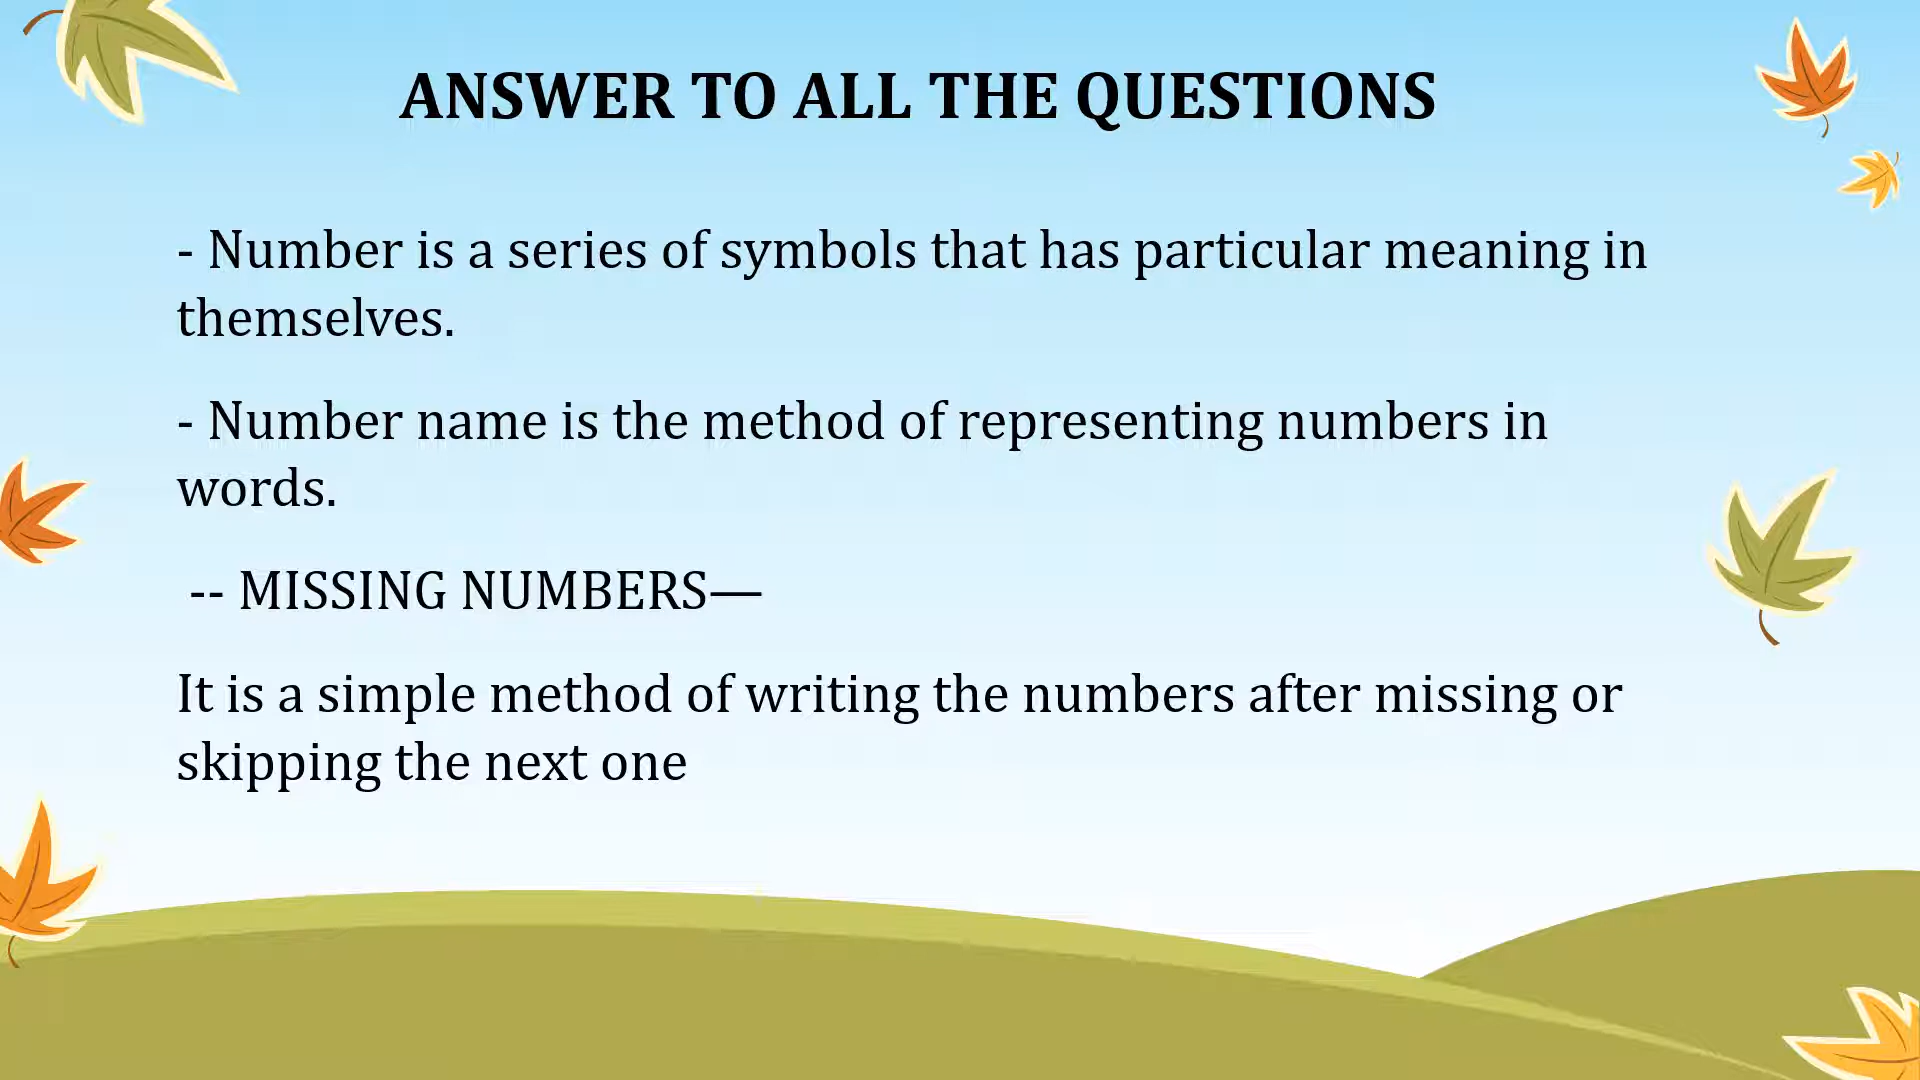 ANSWER TO ALL THE QUESTIONS
- Number is a series of symbols that has particular meaning in
themselves.
- Number name is the method of representing numbers in
words.
-- MISSING NUMBERS—
It is a simple method of writing the numbers after missing or
skipping the next one